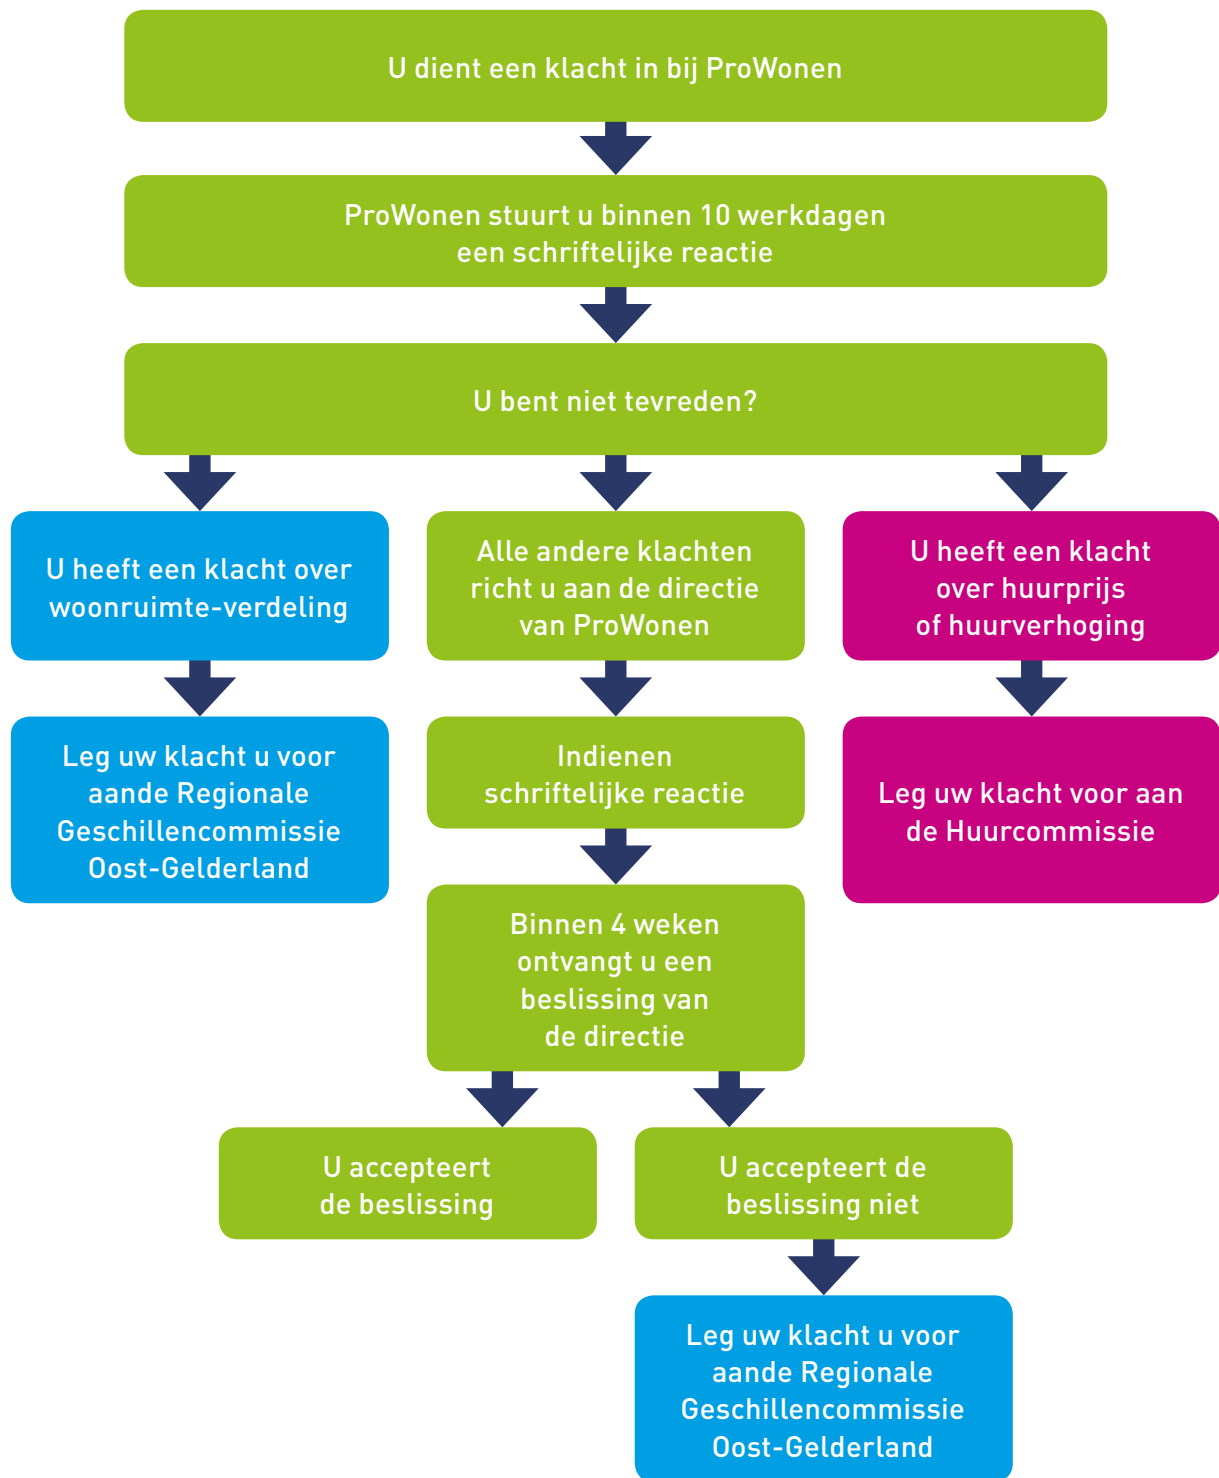 U dient een klacht in bij ProWonen
ProWonen stuurt u binnen 10 werkdagen
een schriftelijke reactie
U bent niet tevreden?
U heeft een klacht over
woonruimte-verdeling
Alle andere klachten
richt u aan de directie
van ProWonen
U heeft een klacht
over huurprijs
of huurverhoging
Leg uw klacht u voor
aande Regionale
Geschillencommissie
Oost-Gelderland
Indienen
schriftelijke reactie
Leg uw klacht voor aan
de Huurcommissie
Binnen 4 weken
ontvangt u een
beslissing van
de directie
U accepteert
de beslissing
U accepteert de
beslissing niet
Leg uw klacht u voor
aande Regionale
Geschillencommissie
Oost-Gelderland